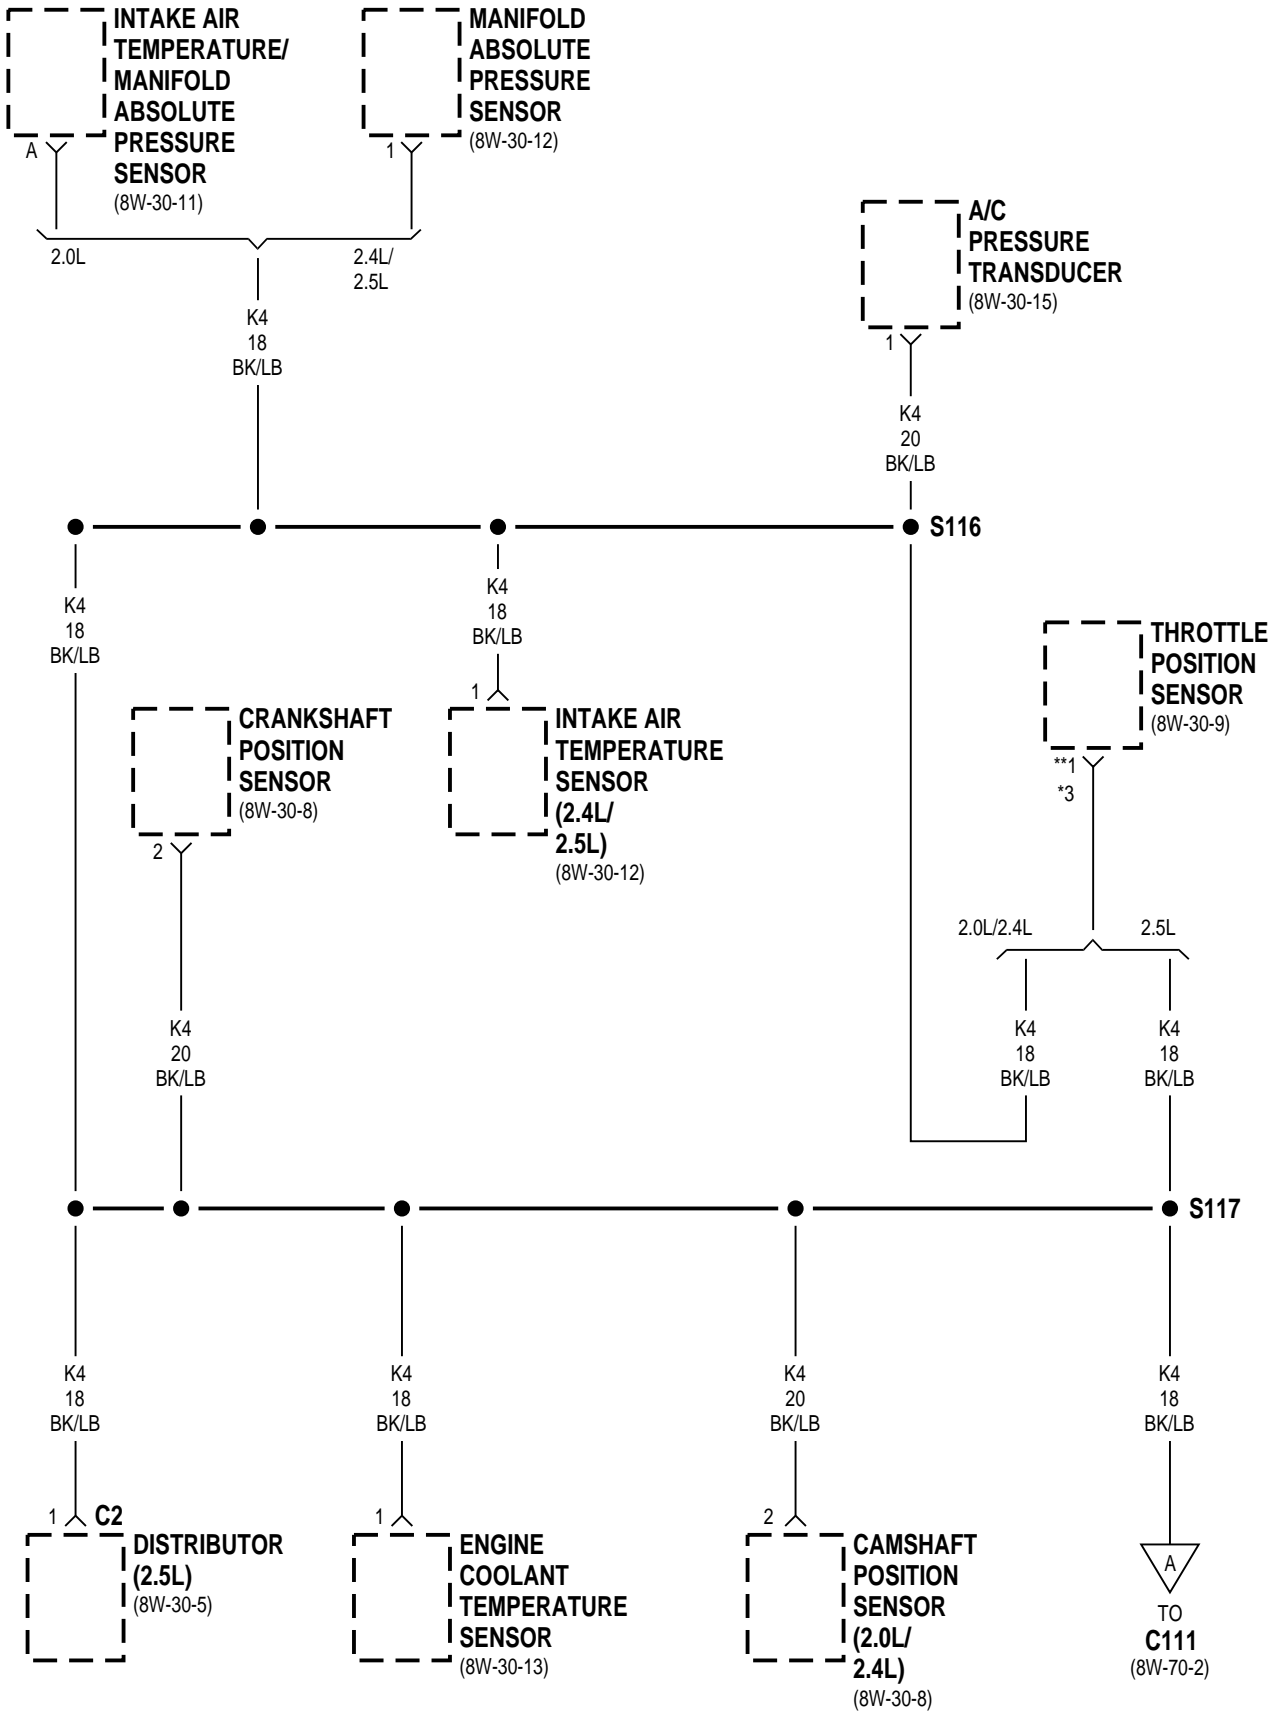 INTAKE AIR
TEMPERATURE/
MANIFOLD
ABSOLUTE
PRESSURE
SENSOR
(8W-30-11)
A
MANIFOLD
ABSOLUTE
PRESSURE
SENSOR
(8W-30-12)
1
2.0L
2.4L/
2.5L
K4
18
BK/LB
A/C
PRESSURE
TRANSDUCER
(8W-30-15)
1
K4
20
BK/LB
S116
K4
18
BK/LB
K4
18
BK/LB
1
INTAKE AIR
TEMPERATURE
SENSOR
(2.4L/
2.5L)
(8W-30-12)
CRANKSHAFT
POSITION
SENSOR
(8W-30-8)
2
K4
20
BK/LB
THROTTLE
POSITION
SENSOR
(8W-30-9)
**1
*3
2.0L/2.4L
2.5L
K4
18
BK/LB
K4
18
BK/LB
S117
K4
18
BK/LB
1
C2
DISTRIBUTOR
(2.5L)
(8W-30-5)
K4
18
BK/LB
1
ENGINE
COOLANT
TEMPERATURE
SENSOR
(8W-30-13)
K4
20
BK/LB
2
CAMSHAFT
POSITION
SENSOR
(2.0L/
2.4L)
(8W-30-8)
K4
18
BK/LB
A
TO
C111
(8W-70-2)